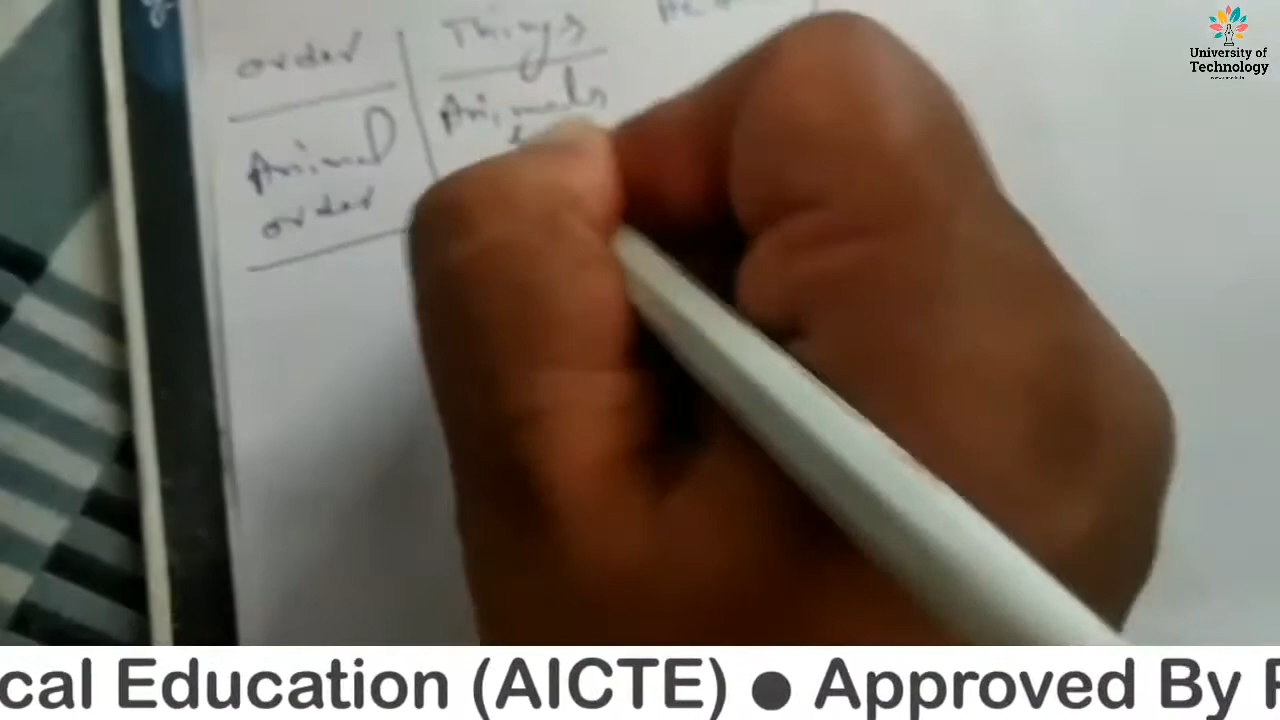 order
Things
Animal
order
Animals
University of
Technology
cal Education (AICTE) ● Approved By